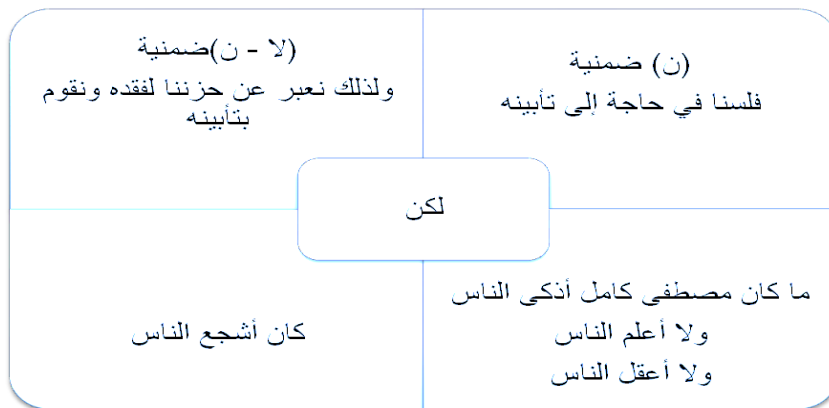 (ن) ضمنية
فلسنا في حاجة إلى تأبينه
(لا - ن)ضمنية
ولذلك نعبر عن حزننا لفقده ونقوم
بتأبينه
لكن
ما كان مصطفى كامل أذكى الناس
ولا أعلم الناس
ولا أعقل الناس
كان أشجع الناس